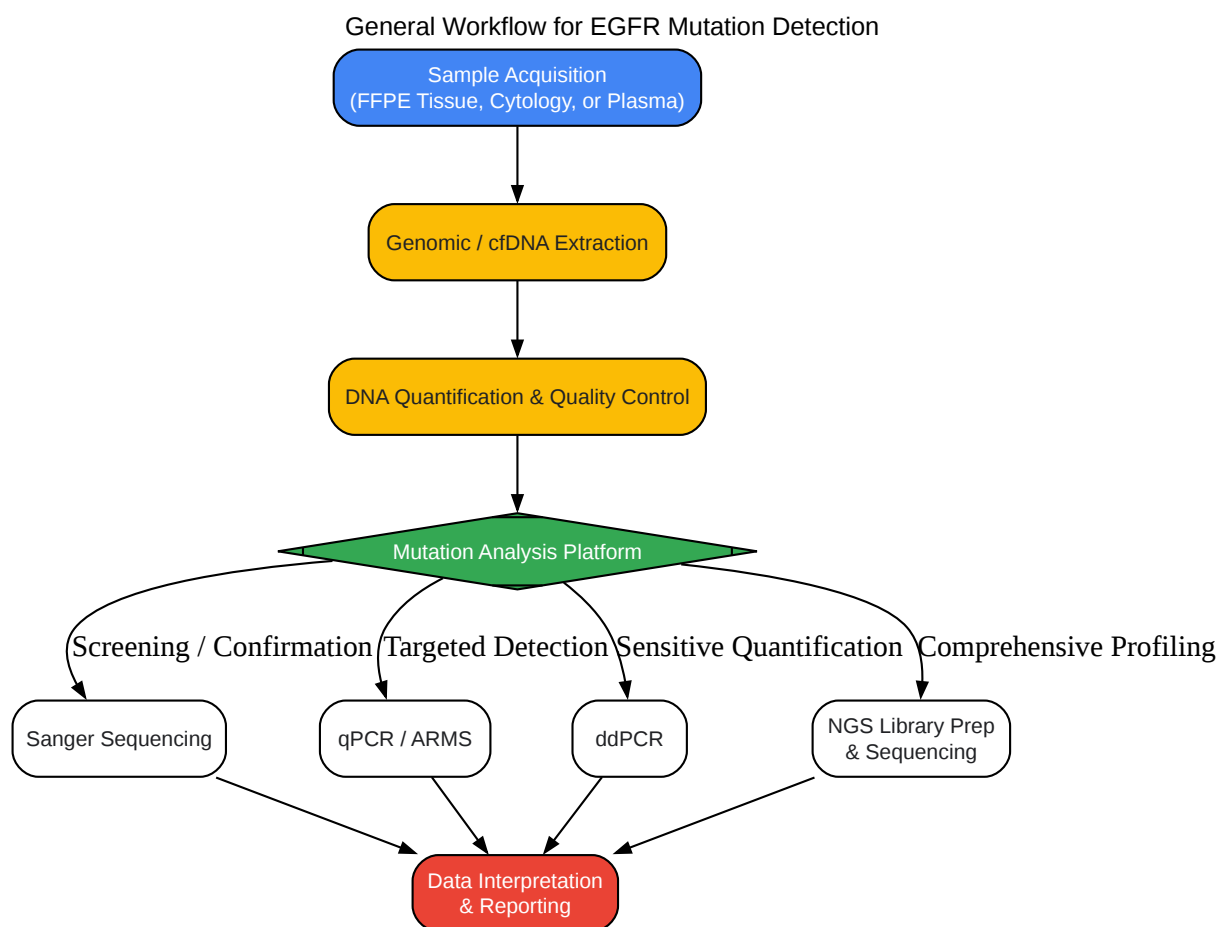 General Workflow for EGFR Mutation Detection
Sample Acquisition
(FFPE Tissue, Cytology, or Plasma)
Genomic / cfDNA Extraction
DNA Quantification & Quality Control
Mutation Analysis Platform
Screening / Confirmation
Targeted Detection
Sensitive Quantification
Comprehensive Profiling
Sanger Sequencing
qPCR / ARMS
ddPCR
NGS Library Prep
& Sequencing
Data Interpretation
& Reporting